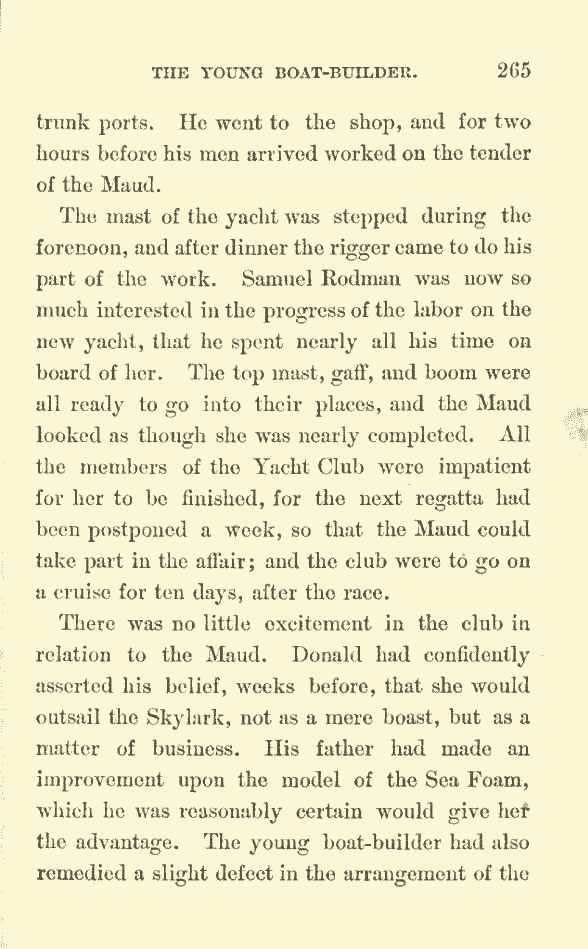 THE YOUNG BOAT-BUILDER. 265
trunk ports. He went to the shop, and for two
hours before his men arrived worked on the tender
of the Maud.
The mast of the yacht was stepped during the
forenoon, and after dinner the rigger came to do his
part of the work. Samuel Rodman was now so
much interested in the progress of the labor on the
new yacht, that he spent nearly all his time on
board of her. The top mast, gaff, and boom were
all ready to go into their places, and the Maud
looked as though she was nearly completed. All
the members of the Yacht Club were impatient
for her to be finished, for the next regatta had
been postponed a week, so that the Maud could
take part in the affair; and the club were to go on
a cruise for ten days, after the race.
There was no little excitement in the club in
relation to the Maud. Donald had confidently
asserted his belief, weeks before, that she would
outsail the Skylark, not as a mere boast, but as a
matter of business. His father had made an
improvement upon the model of the Sea Foam,
which he was reasonably certain would give her
the advantage. The young boat-builder had also
remedied a slight defect in the arrangement of the